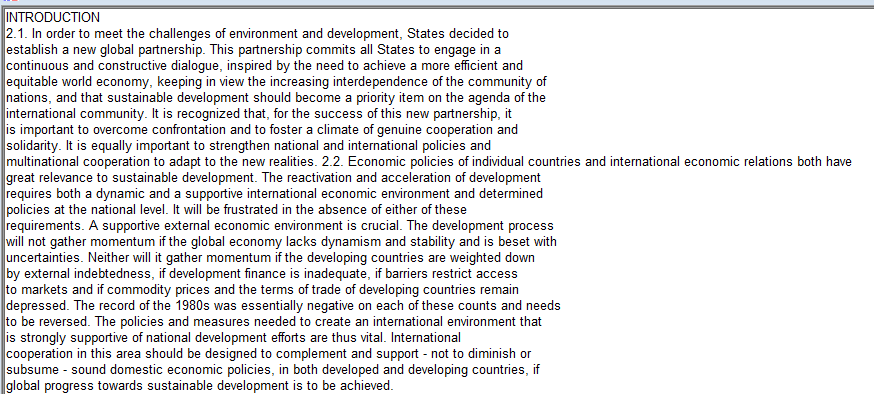 INTRODUCTION
2.1. In order to meet the challenges of environment and development, States decided to
establish a new global partnership. This partnership commits all States to engage in a
continuous and constructive dialogue, inspired by the need to achieve a more efficient and
equitable world economy, keeping in view the increasing interdependence of the community of
nations, and that sustainable development should become a priority item on the agenda of the
international community. It is recognized that, for the success of this new partnership, it
is important to overcome confrontation and to foster a climate of genuine cooperation and
solidarity. It is equally important to strengthen national and international policies and
multinational cooperation to adapt to the new realities. 2.2. Economic policies of individual countries and international economic relations both have
great relevance to sustainable development. The reactivation and acceleration of development
requires both a dynamic and a supportive international economic environment and determined
policies at the national level. It will be frustrated in the absence of either of these
requirements. A supportive external economic environment is crucial. The development process
will not gather momentum if the global economy lacks dynamism and stability and is beset with
uncertainties. Neither will it gather momentum if the developing countries are weighted down
by external indebtedness, if development finance is inadequate, if barriers restrict access
to markets and if commodity prices and the terms of trade of developing countries remain
depressed. The record of the 1980s was essentially negative on each of these counts and needs
to be reversed. The policies and measures needed to create an international environment that
is strongly supportive of national development efforts are thus vital. International
cooperation in this area should be designed to complement and support - not to diminish or
subsume - sound domestic economic policies, in both developed and developing countries, if
global progress towards sustainable development is to be achieved.